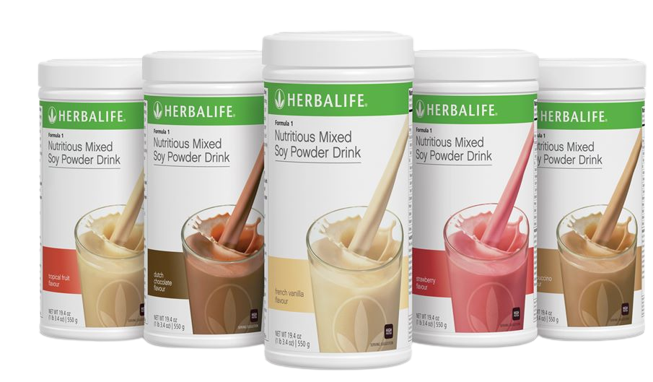 HERBALIFE
Formula 1
Nutritious Mixed
Soy Powder Drink
tropical fruit
flavour
NET WT 19.4 oz
(1 lb 3.4 oz) | 550 g
HERBALIFE
Formula 1
Nutritious Mixed
Soy Powder Drink
dutch
chocolate
flavour
NET WT 19.4 oz
(1 lb 3.4 oz) | 550 g
HERBALIFE®
Formula 1
Nutritious Mixed
Soy Powder Drink
french vanilla
flavour
NET WT 19.4 oz
(1 lb 3.4 oz) | 550 g
HERBALIFE
Formula 1
Nutritious Mixed
Soy Powder Drink
strawberry
flavour
NET WT 19.4 oz
(1 lb 3.4 oz) | 550 g
HERBALIFE
Nutritious Mixed
Soy Powder Drink
flavour
NET WT 19.4 oz
(1 lb 3.4 oz) | 550 g